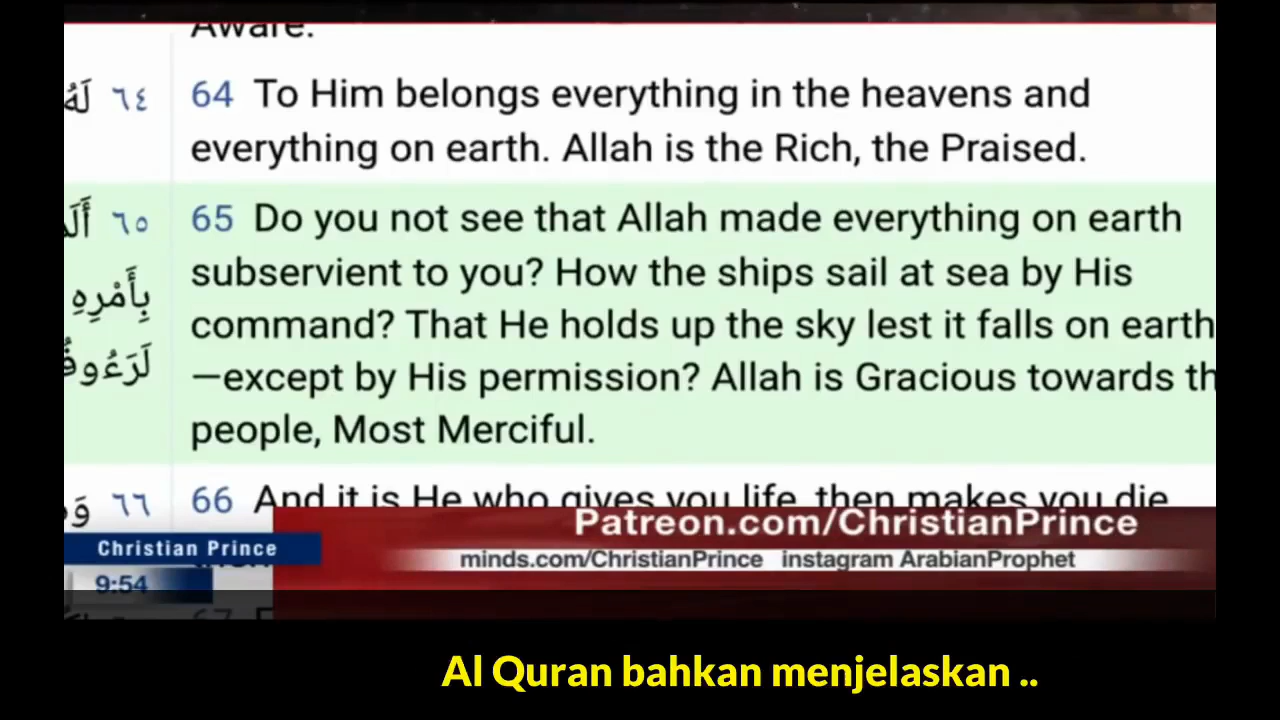 Aware.
٦٤ لَهُ
64 To Him belongs everything in the heavens and
everything on earth. Allah is the Rich, the Praised.
٦٥
65 Do you not see that Allah made everything on earth
بِأَمْرِهِ
subservient to you? How the ships sail at sea by His
command? That He holds up the sky lest it falls on earth
—except by His permission? Allah is Gracious towards
people, Most Merciful.
٦٦
66 And it is He who gives you life, then makes you die
Patreon.com/ChristianPrince
Christian Prince
minds.com/ChristianPrince instagram ArabianProphet
9:54
Al Quran bahkan menjelaskan ..